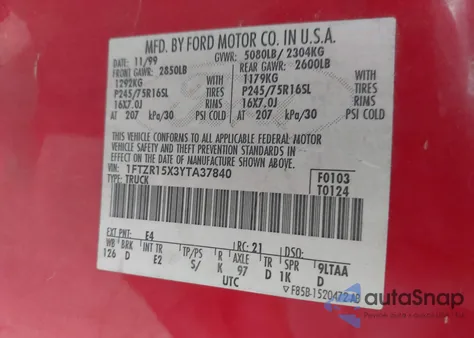 MFD. BY FORD MOTOR CO. IN U.S.A.
DATE: 11/99 GVWR: 5080LB/ 2304KG
FRONT GAWR: 2850LB REAR GAWR: 2600LB
1292KG WITH 1179KG WITH
P245/75R16SL TIRES P245/75R16SL TIRES
16X7.0J RIMS 16X7.0J RIMS
AT 207 kPa/30 PSI COLD AT 207 kPa/30 PSI COLD
THIS VEHICLE CONFORMS TO ALL APPLICABLE FEDERAL MOTOR
VEHICLE SAFETY AND THEFT PREVENTION STANDARDS IN EFFECT ON
THE DATE OF MANUFACTURE SHOWN ABOVE.
VIN: 1FTZR15X3YTA37840 F0103
TYPE: TRUCK T0124
EXT PNT: E4 RC: 21 DSO:
WB BRK INT TR TP/PS R AXLE TR SPR 9LTAA
126 D E2 S/ K 97 D 1K D
UTC ▽ F85B-1520472-AB
autoSnap